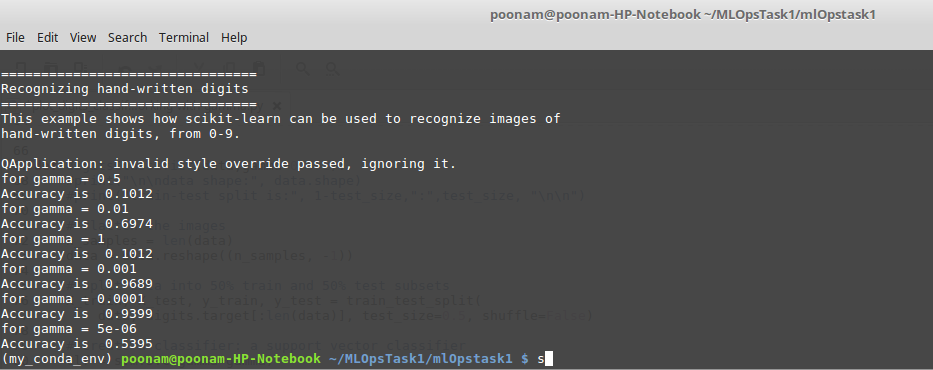 poonam@poonam-HP-Notebook ~/MLOpsTask1/mlOpstask1
File Edit View Search Terminal Help
================================
Recognizing hand-written digits
================================
This example shows how scikit-learn can be used to recognize images of
hand-written digits, from 0-9.
QApplication: invalid style override passed, ignoring it.
for gamma = 0.5
Accuracy is  0.1012
for gamma = 0.01
Accuracy is  0.6974
for gamma = 1
Accuracy is  0.1012
for gamma = 0.001
Accuracy is  0.9689
for gamma = 0.0001
Accuracy is  0.9399
for gamma = 5e-06
Accuracy is  0.5395
(my_conda_env) poonam@poonam-HP-Notebook ~/MLOpsTask1/mlOpstask1 $ s